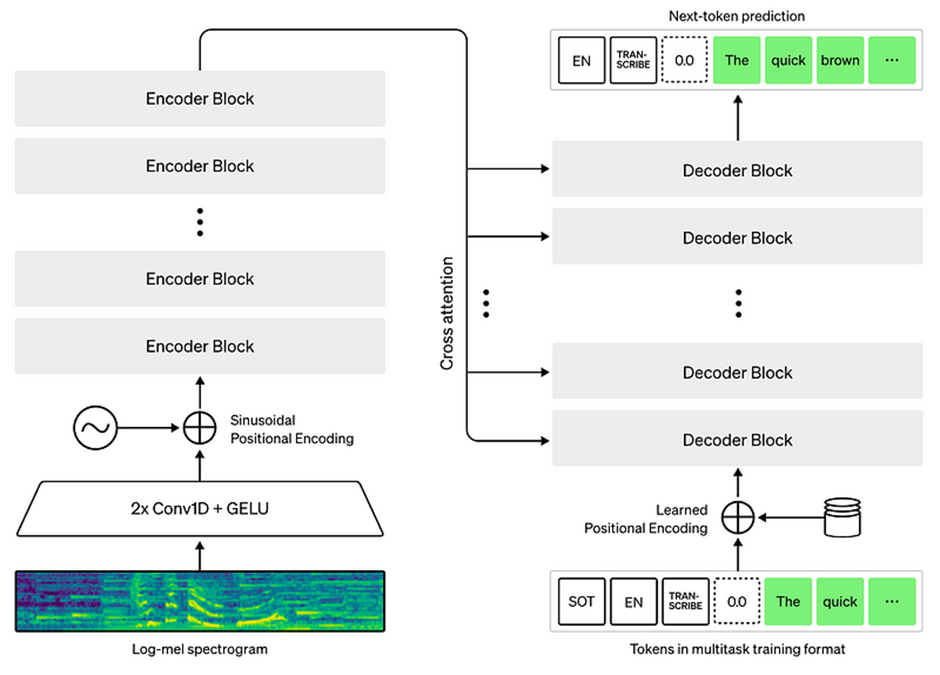 Next-token prediction
EN TRAN-SCRIBE 0.0 The quick brown ...
Encoder Block
Encoder Block
Encoder Block
Encoder Block
Sinusoidal
Positional Encoding
2x Conv1D + GELU
Log-mel spectrogram
Cross attention
Decoder Block
Decoder Block
Decoder Block
Decoder Block
Learned
Positional Encoding
SOT EN TRAN-SCRIBE 0.0 The quick ...
Tokens in multitask training format